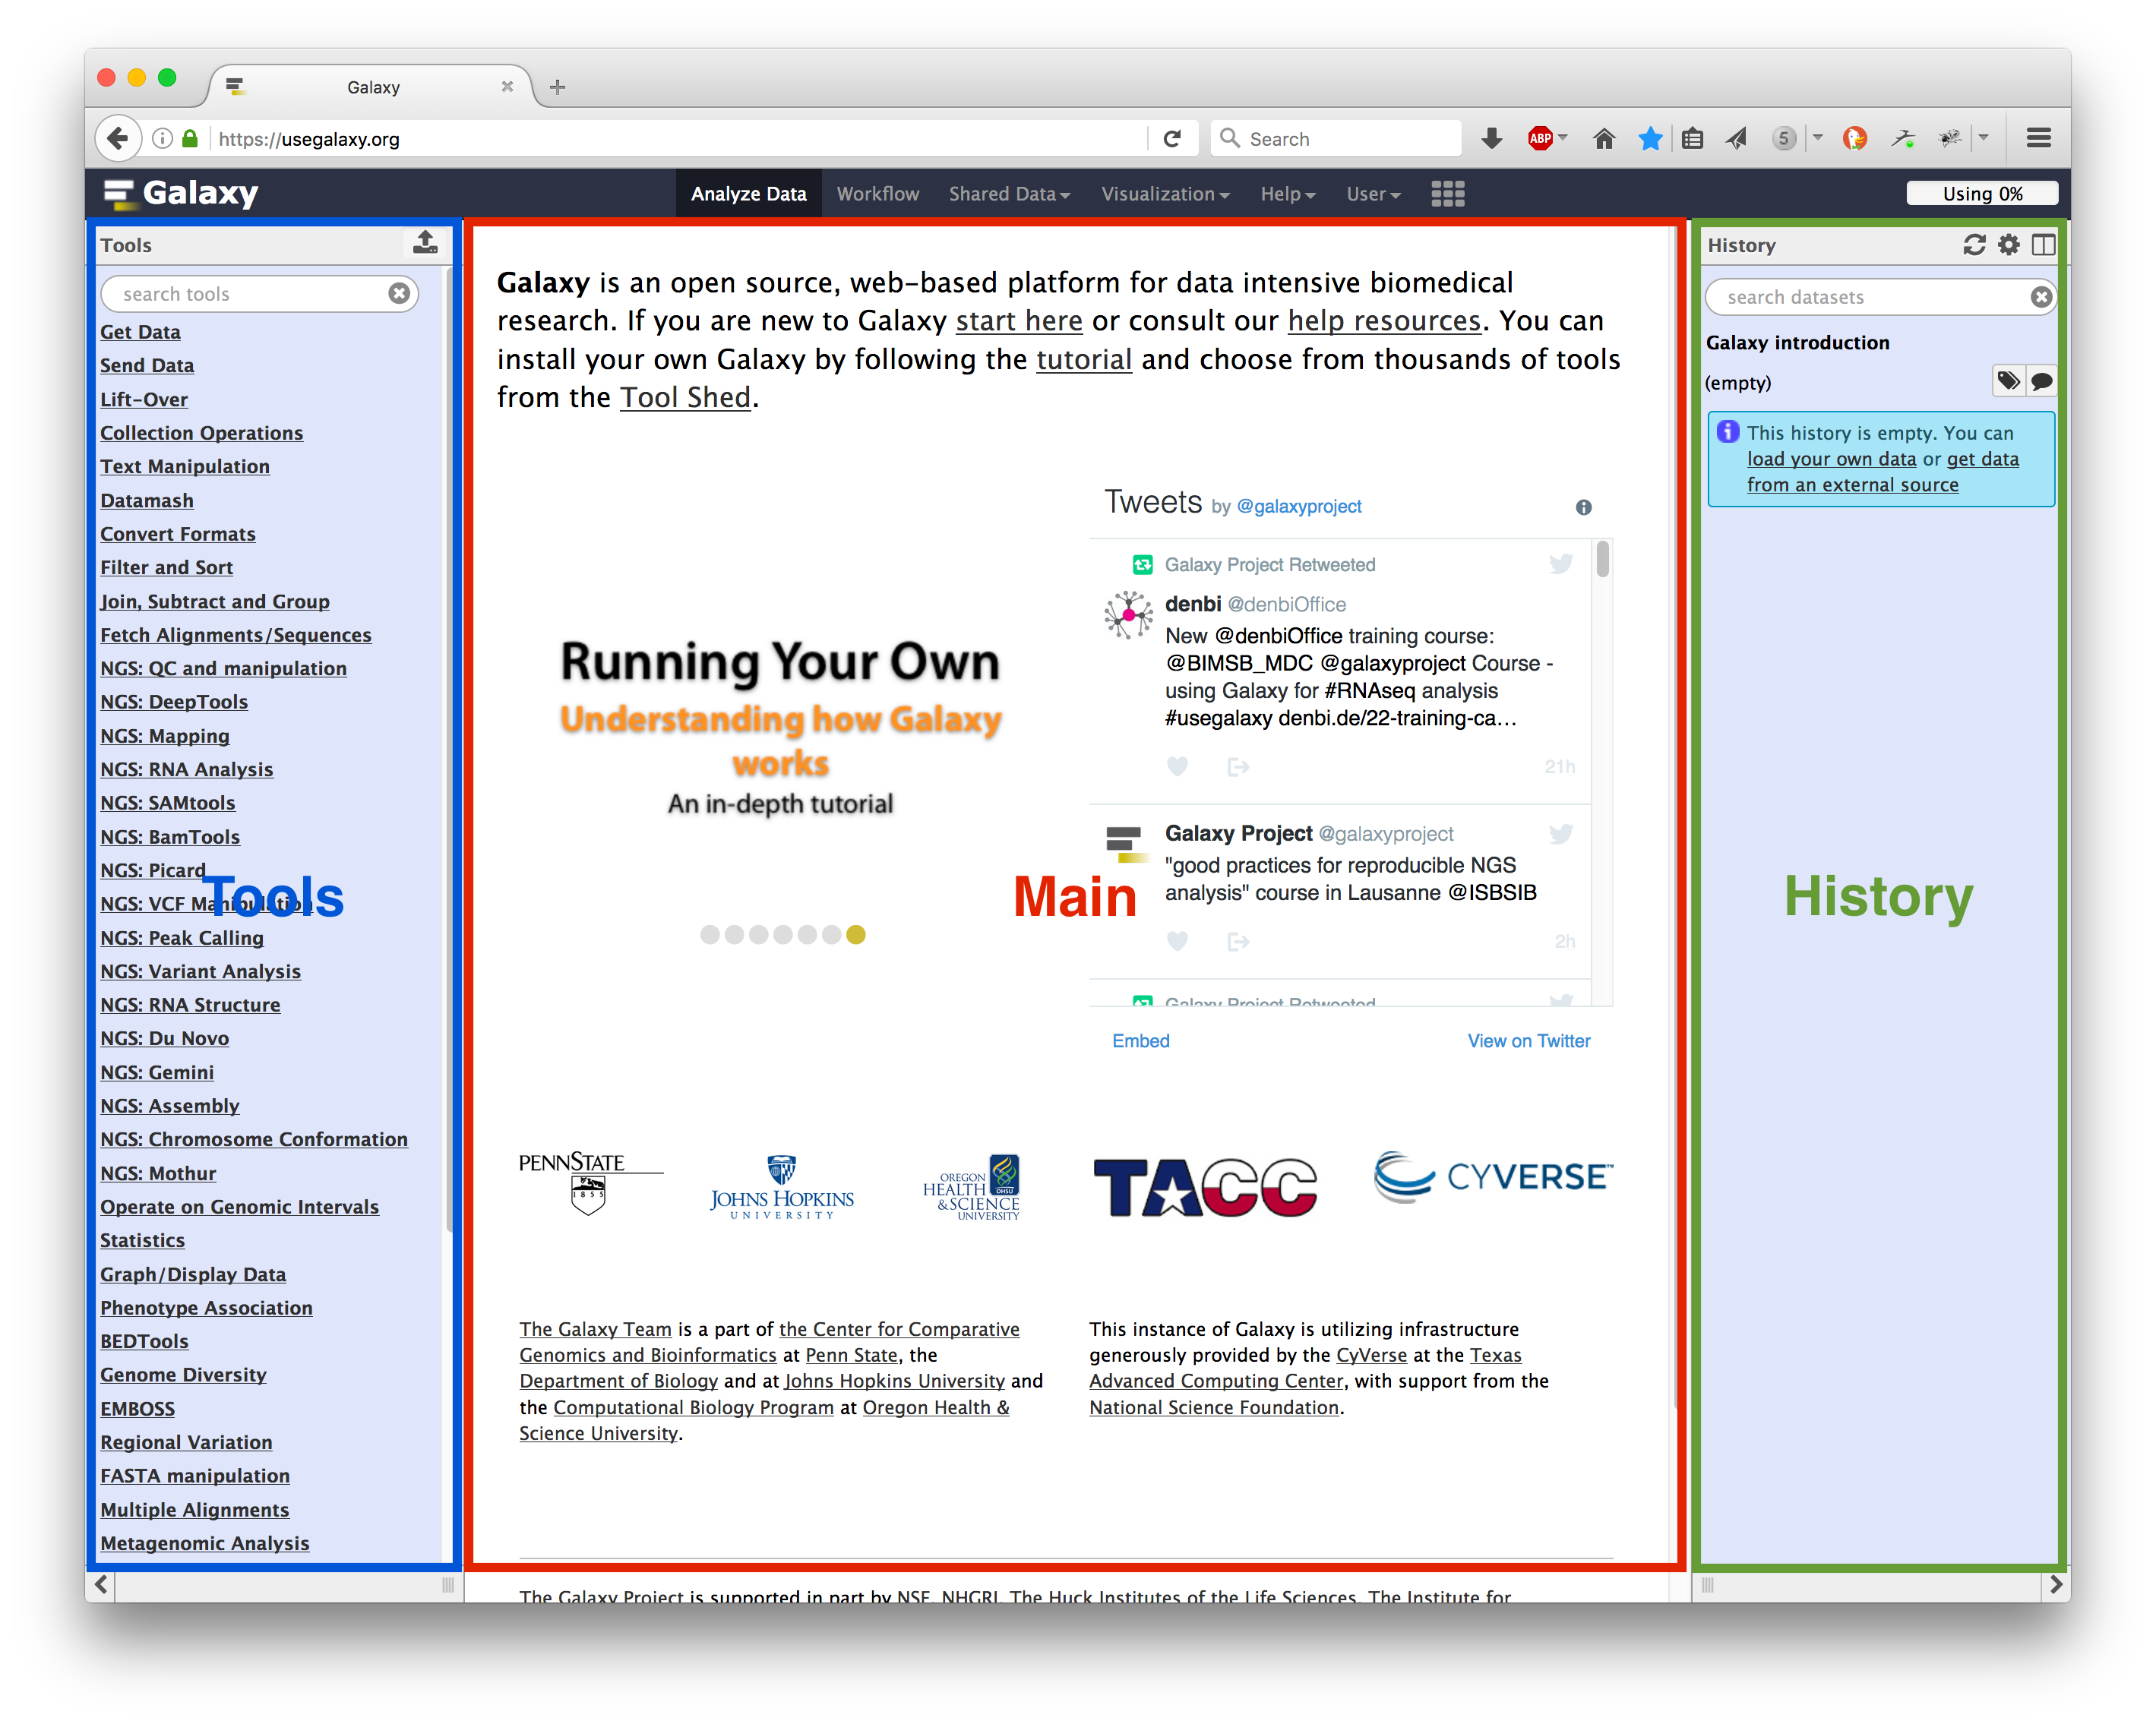 Galaxy
https://usegalaxy.org
Search
ABP
5
Galaxy
Analyze Data
Workflow
Shared Data
Visualization
Help
User
Using 0%
Tools
search tools
Get Data
Send Data
Lift-Over
Collection Operations
Text Manipulation
Datamash
Convert Formats
Filter and Sort
Join, Subtract and Group
Fetch Alignments/Sequences
NGS: QC and manipulation
NGS: DeepTools
NGS: Mapping
NGS: RNA Analysis
NGS: SAMtools
NGS: BamTools
NGS: Picard
NGS: VCF Manipulation
Tools
NGS: Peak Calling
NGS: Variant Analysis
NGS: RNA Structure
NGS: Du Novo
NGS: Gemini
NGS: Assembly
NGS: Chromosome Conformation
NGS: Mothur
Operate on Genomic Intervals
Statistics
Graph/Display Data
Phenotype Association
BEDTools
Genome Diversity
EMBOSS
Regional Variation
FASTA manipulation
Multiple Alignments
Metagenomic Analysis
Galaxy is an open source, web-based platform for data intensive biomedical
research. If you are new to Galaxy start here or consult our help resources. You can
install your own Galaxy by following the tutorial and choose from thousands of tools
from the Tool Shed.
Running Your Own
Understanding how Galaxy
works
An in-depth tutorial
Tweets by @galaxyproject
Galaxy Project Retweeted
denbi @denbiOffice
New @denbiOffice training course:
@BIMSB_MDC @galaxyproject Course -
using Galaxy for #RNAseq analysis
#usegalaxy denbi.de/22-training-ca…
21h
Galaxy Project @galaxyproject
"good practices for reproducible NGS
analysis" course in Lausanne @ISBSIB
2h
Galaxy Project Retweeted
Embed
View on Twitter
Main
PENNSTATE
1855
JOHNS HOPKINS
UNIVERSITY
OREGON
HEALTH
&SCIENCE
UNIVERSITY
OHSU
TACC
CYVERSE™
The Galaxy Team is a part of the Center for Comparative
Genomics and Bioinformatics at Penn State, the
Department of Biology and at Johns Hopkins University and
the Computational Biology Program at Oregon Health &
Science University.
This instance of Galaxy is utilizing infrastructure
generously provided by the CyVerse at the Texas
Advanced Computing Center, with support from the
National Science Foundation.
The Galaxy Project is supported in part by NSF, NHGRI, The Huck Institutes of the Life Sciences, The Institute for
History
search datasets
Galaxy introduction
(empty)
This history is empty. You can
load your own data or get data
from an external source
History